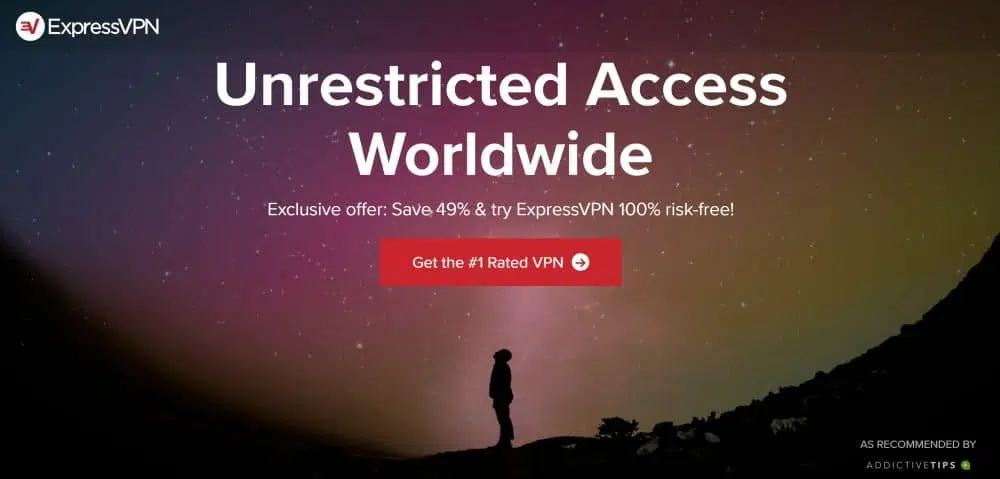 ExpressVPN
Unrestricted Access
Worldwide
Exclusive offer: Save 49% & try ExpressVPN 100% risk-free!
Get the #1 Rated VPN
AS RECOMMENDED BY
ADDICTIVETIPS